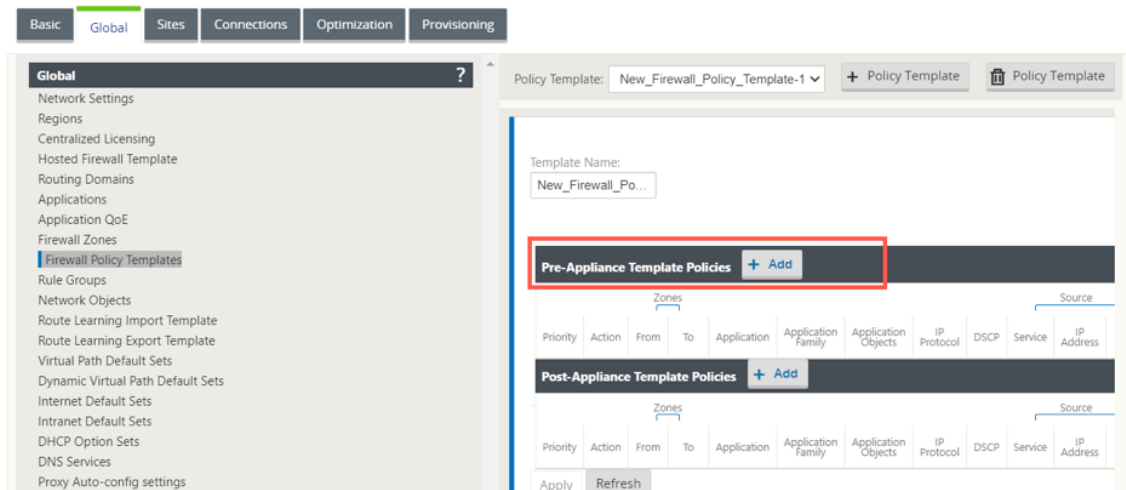 Basic Global Sites Connections Optimization Provisioning
Global ?
Network Settings
Regions
Centralized Licensing
Hosted Firewall Template
Routing Domains
Applications
Application QoE
Firewall Zones
Firewall Policy Templates
Rule Groups
Network Objects
Route Learning Import Template
Route Learning Export Template
Virtual Path Default Sets
Dynamic Virtual Path Default Sets
Internet Default Sets
Intranet Default Sets
DHCP Option Sets
DNS Services
Proxy Auto-config settings
Policy Template: New_Firewall_Policy_Template-1 + Policy Template Policy Template
Template Name:
New_Firewall_Po...
Pre-Appliance Template Policies + Add
Zones Source
Priority Action From To Application Application Family Application Objects IP Protocol DSCP Service IP Address
Post-Appliance Template Policies + Add
Zones Source
Priority Action From To Application Application Family Application Objects IP Protocol DSCP Service IP Address
Apply Refresh